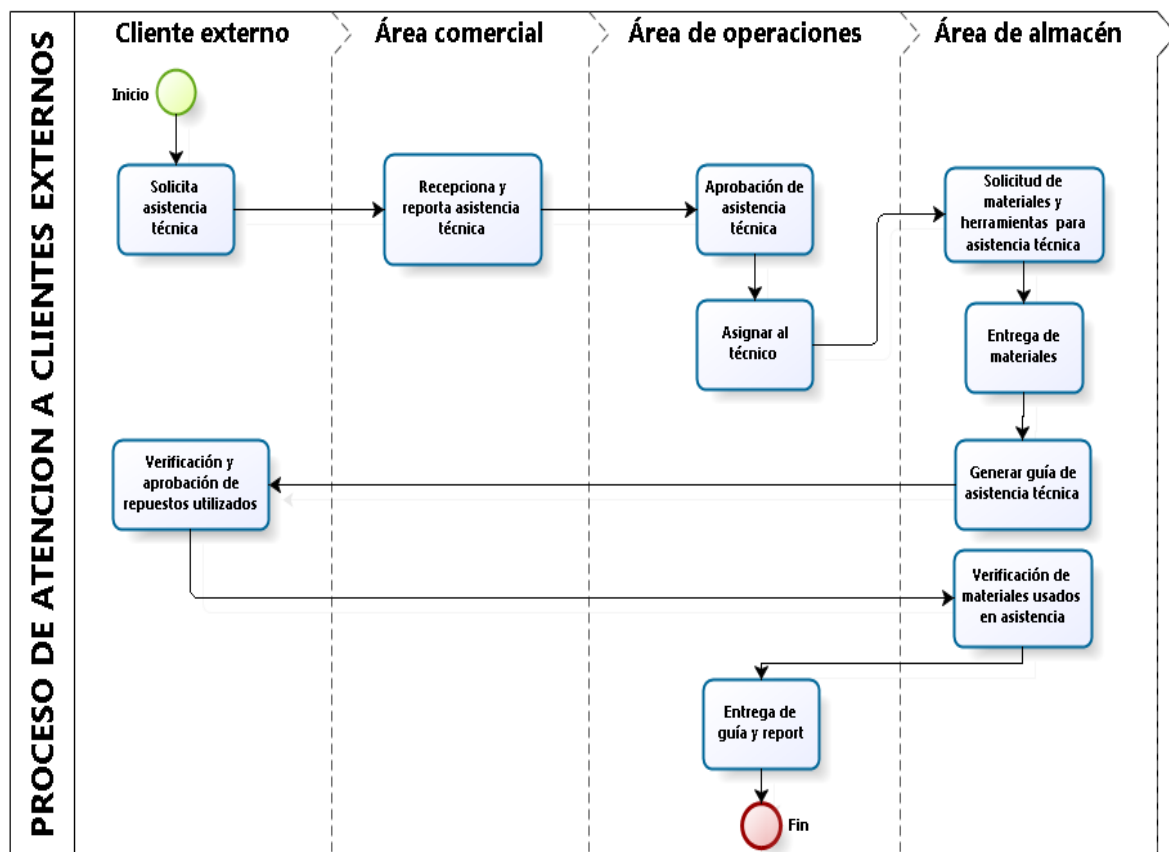 PROCESO DE ATENCION A CLIENTES EXTERNOS
Cliente externo
Área comercial
Área de operaciones
Área de almacén
Inicio
Solicita
asistencia
técnica
Recepciona y
reporta asistencia
técnica
Aprobación de
asistencia
técnica
Solicitud de
materiales y
herramientas para
asistencia técnica
Asignar al
técnico
Entrega de
materiales
Verificación y
aprobación de
repuestos utilizados
Generar guía de
asistencia técnica
Verificación de
materiales usados
en asistencia
Entrega de
guía y report
Fin